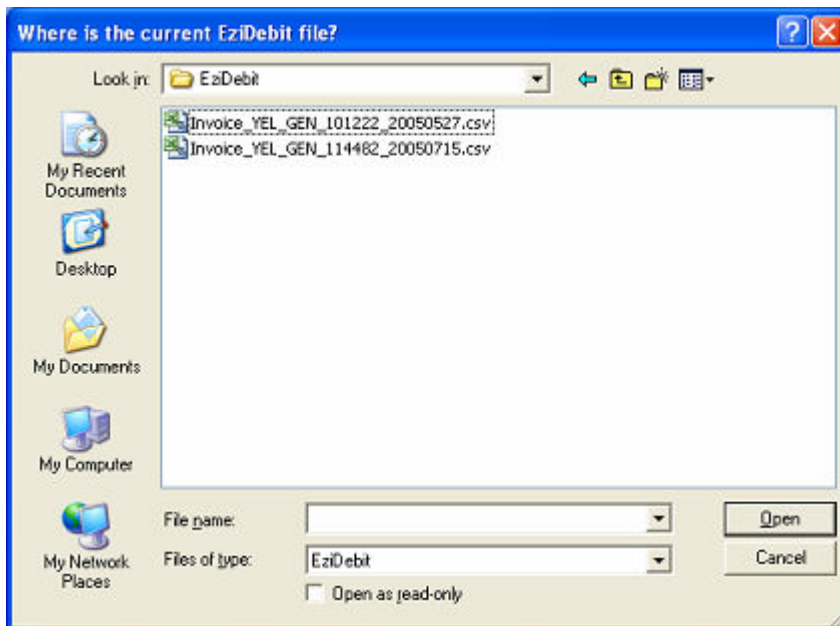 Where is the current EziDebit file?
Look in: EziDebit
Invoice_YEL_GEN_101222_20050527.csv
Invoice_YEL_GEN_114482_20050715.csv
My Recent
Documents
Desktop
My Documents
My Computer
My Network
Places
File name:
Open
Files of type: EziDebit
Cancel
Open as read-only